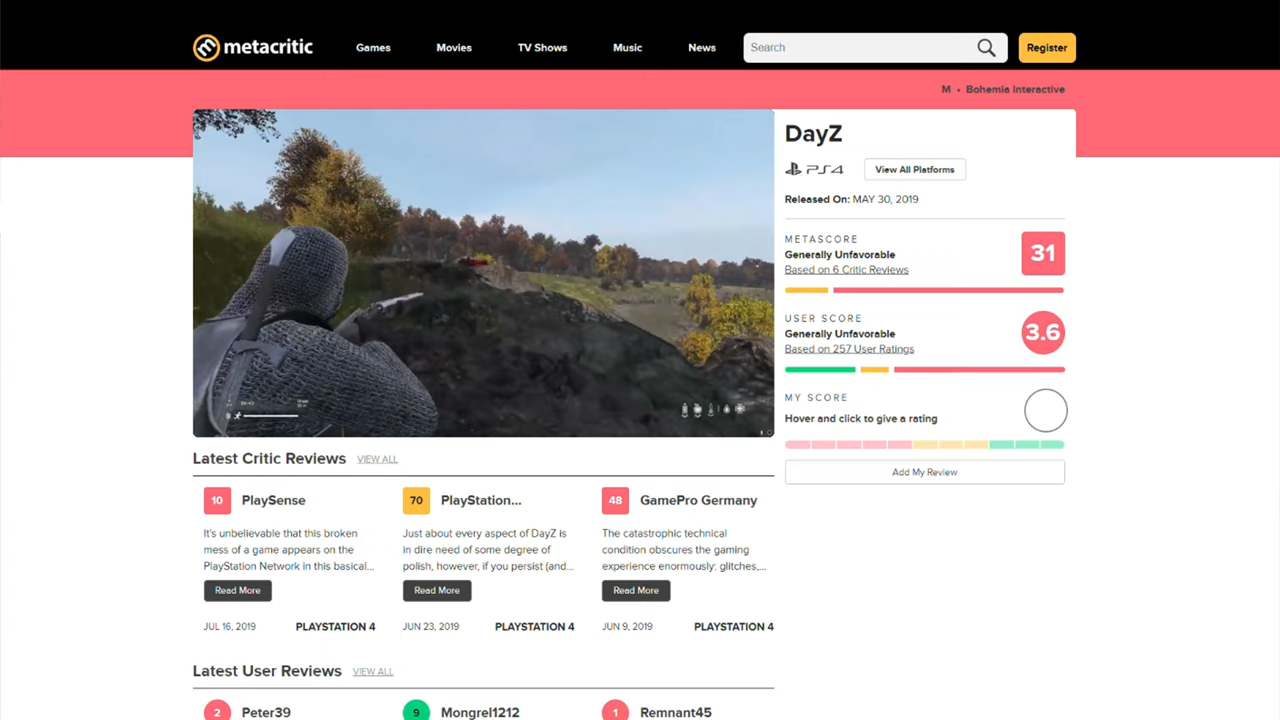 metacritic
Games
Movies
TV Shows
Music
News
Search
Register
M • Bohemia Interactive
DayZ
PS4
View All Platforms
Released On: MAY 30, 2019
METASCORE
Generally Unfavorable
Based on 6 Critic Reviews
31
USER SCORE
Generally Unfavorable
Based on 257 User Ratings
3.6
MY SCORE
Hover and click to give a rating
Add My Review
Latest Critic Reviews
VIEW ALL
10 PlaySense
It's unbelievable that this broken
mess of a game appears on the
PlayStation Network in this basical...
Read More
JUL 16, 2019
PLAYSTATION 4
70 PlayStation...
Just about every aspect of DayZ is
in dire need of some degree of
polish, however, if you persist (and...
Read More
JUN 23, 2019
PLAYSTATION 4
48 GamePro Germany
The catastrophic technical
condition obscures the gaming
experience enormously: glitches,...
Read More
JUN 9, 2019
PLAYSTATION 4
Latest User Reviews
VIEW ALL
2 Peter39
9 Mongrel1212
1 Remnant45